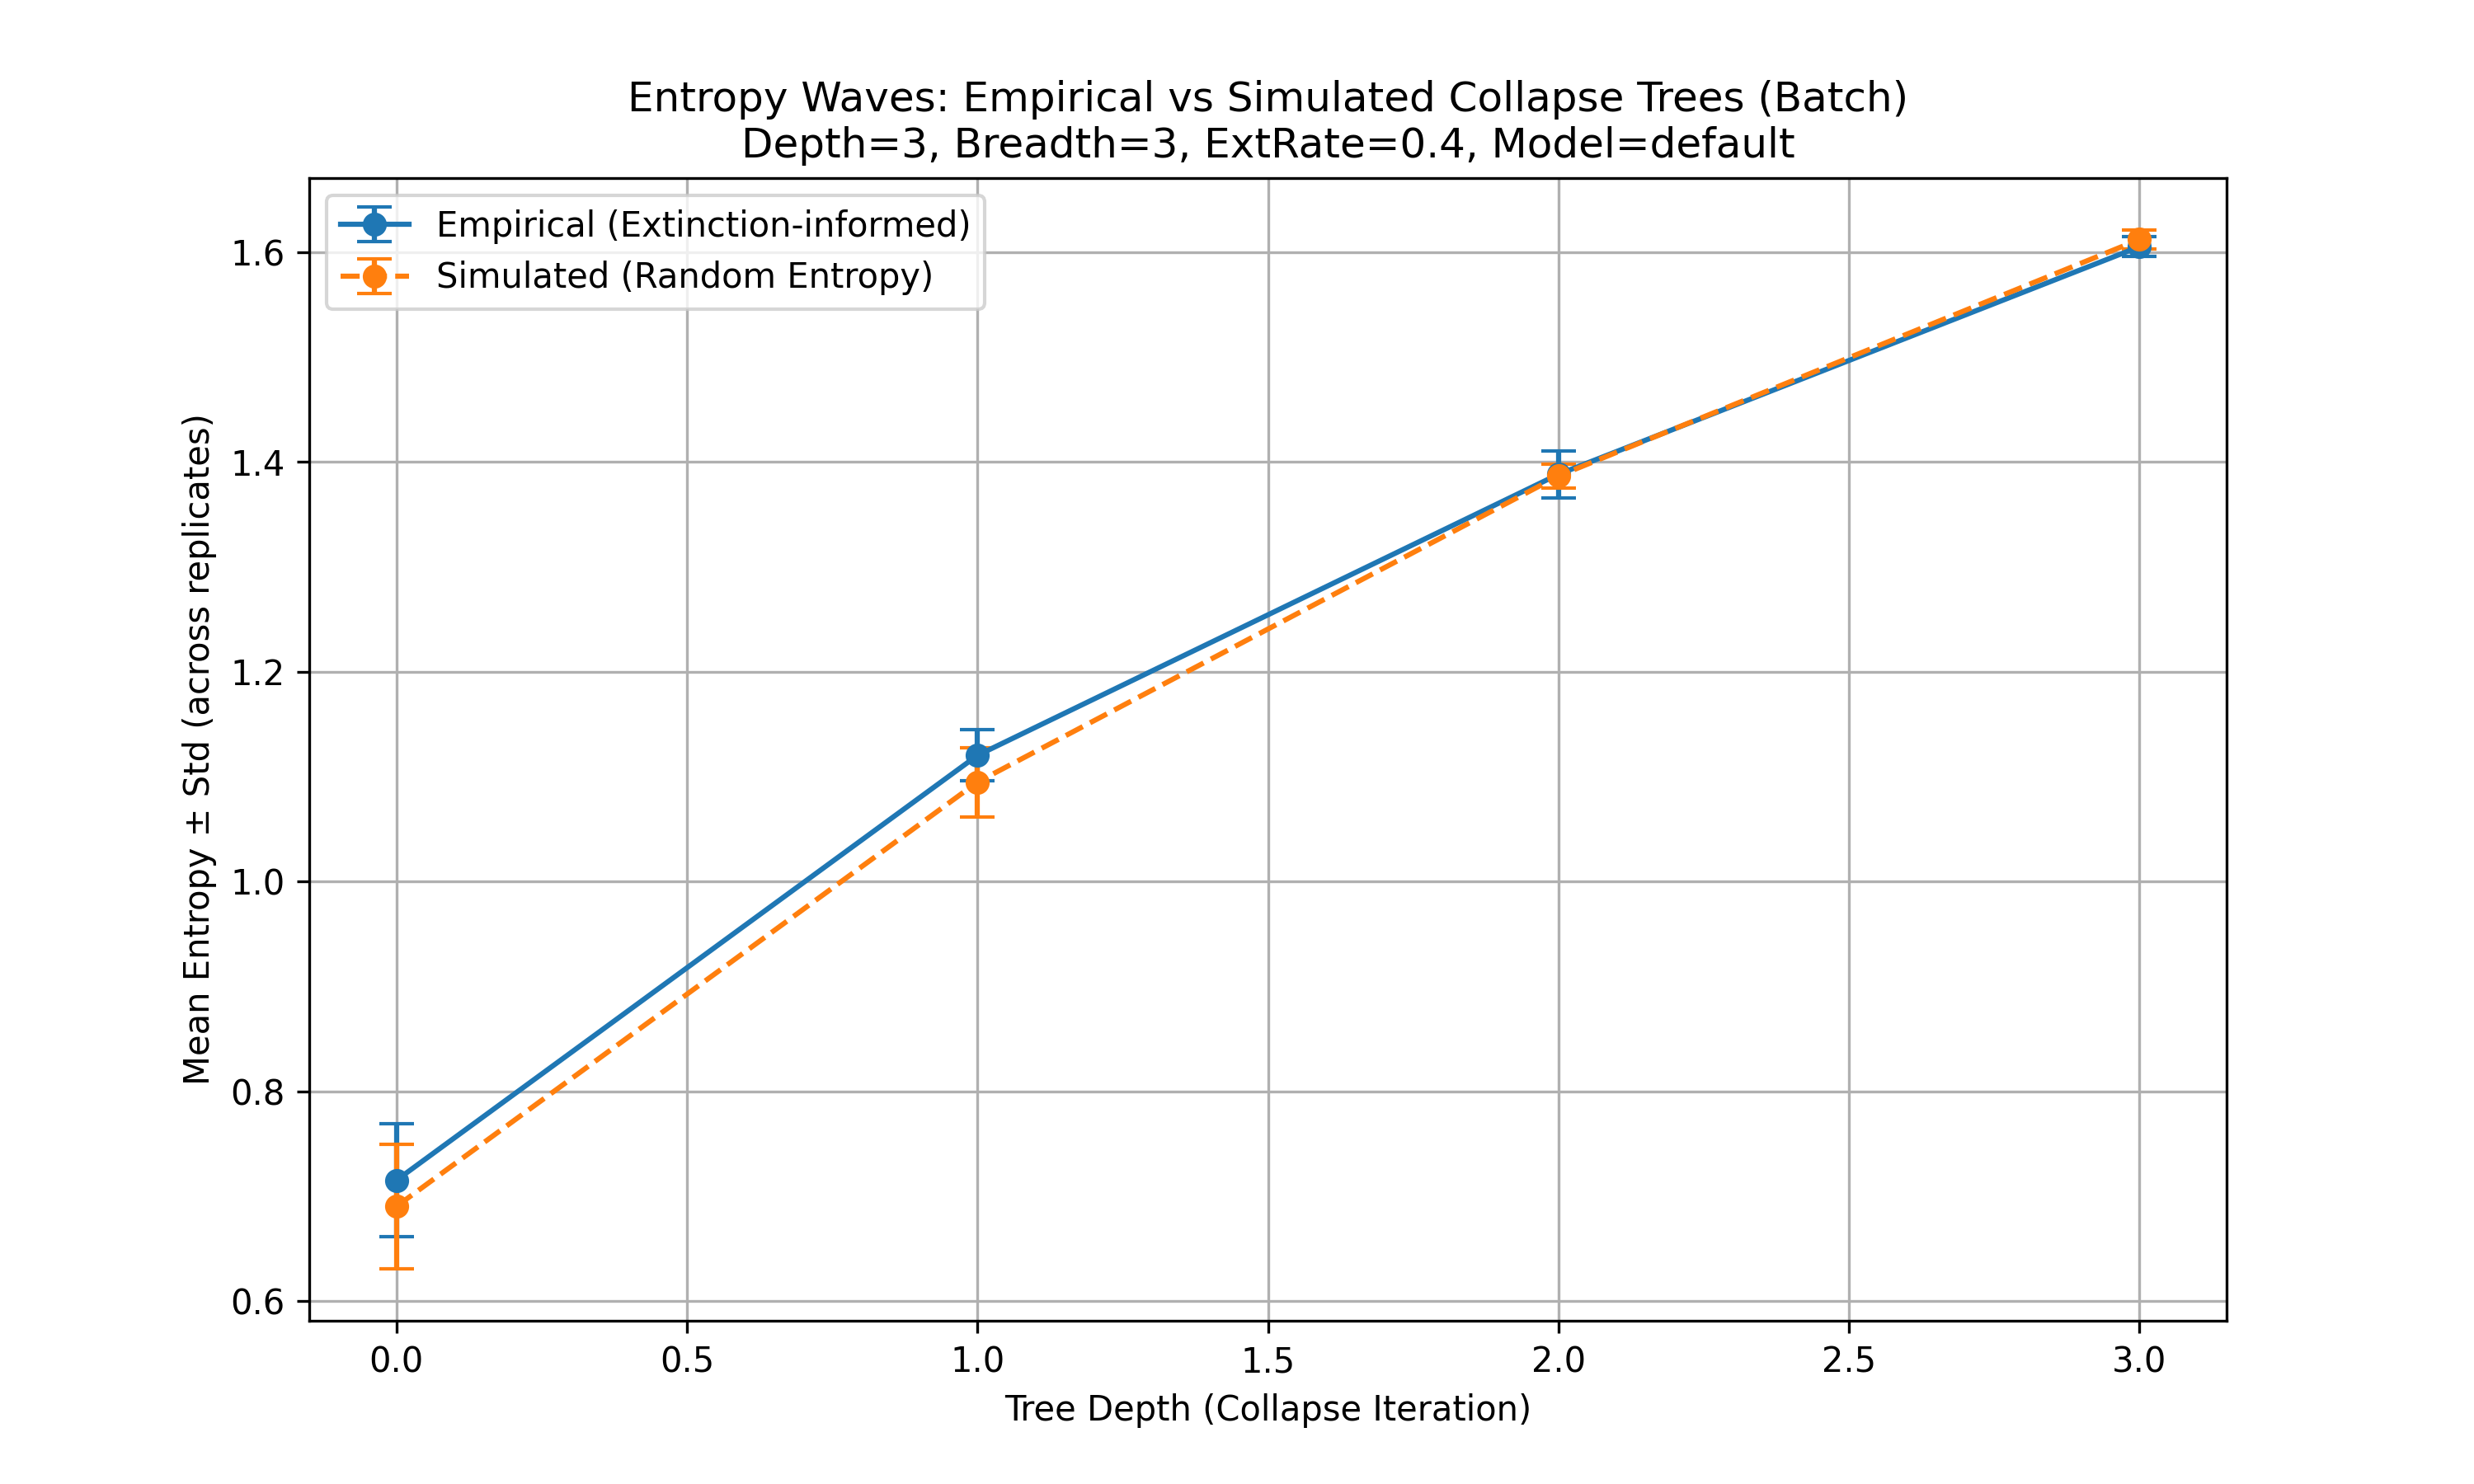 Entropy Waves: Empirical vs Simulated Collapse Trees (Batch)
Depth=3, Breadth=3, ExtRate=0.4, Model=default
Empirical (Extinction-informed)
Simulated (Random Entropy)
Mean Entropy ± Std (across replicates)
1.6
1.4
1.2
1.0
0.8
0.6
0.0 0.5 1.0 1.5 2.0 2.5 3.0
Tree Depth (Collapse Iteration)